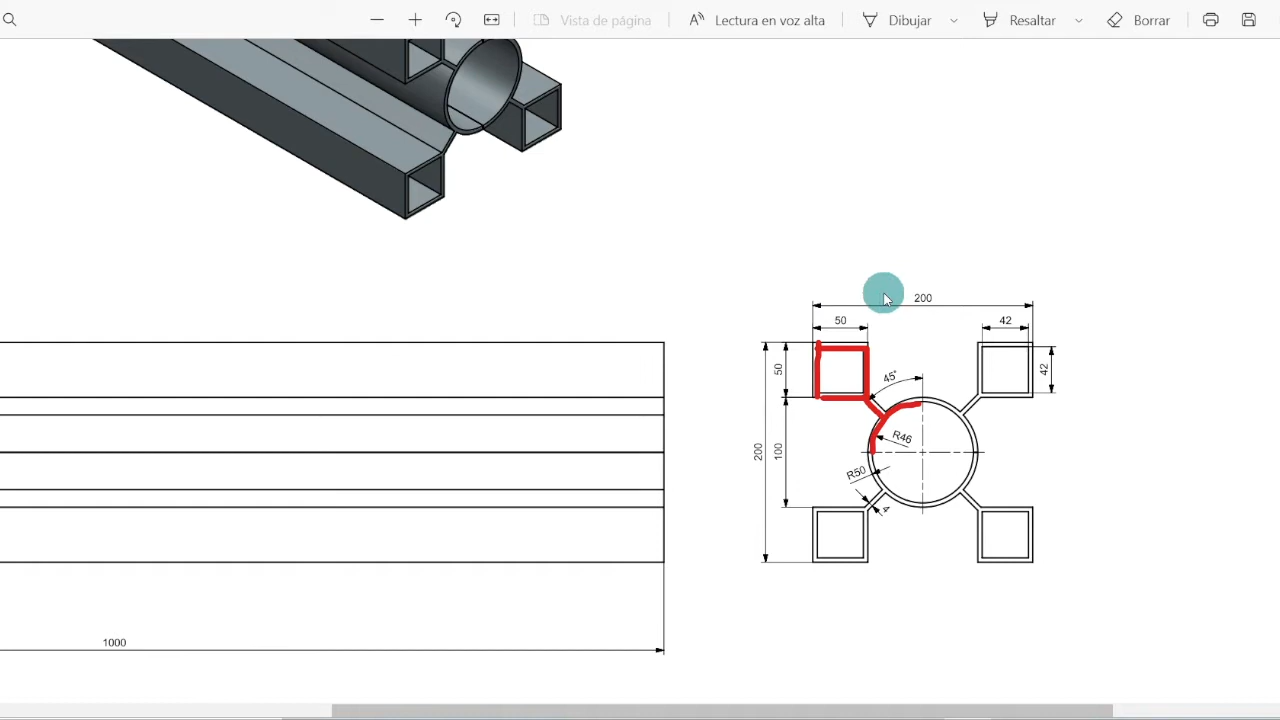 Vista de página
Lectura en voz alta
Dibujar
Resaltar
Borrar
200
50
42
50
45°
42
R46
200
100
R50
4
1000